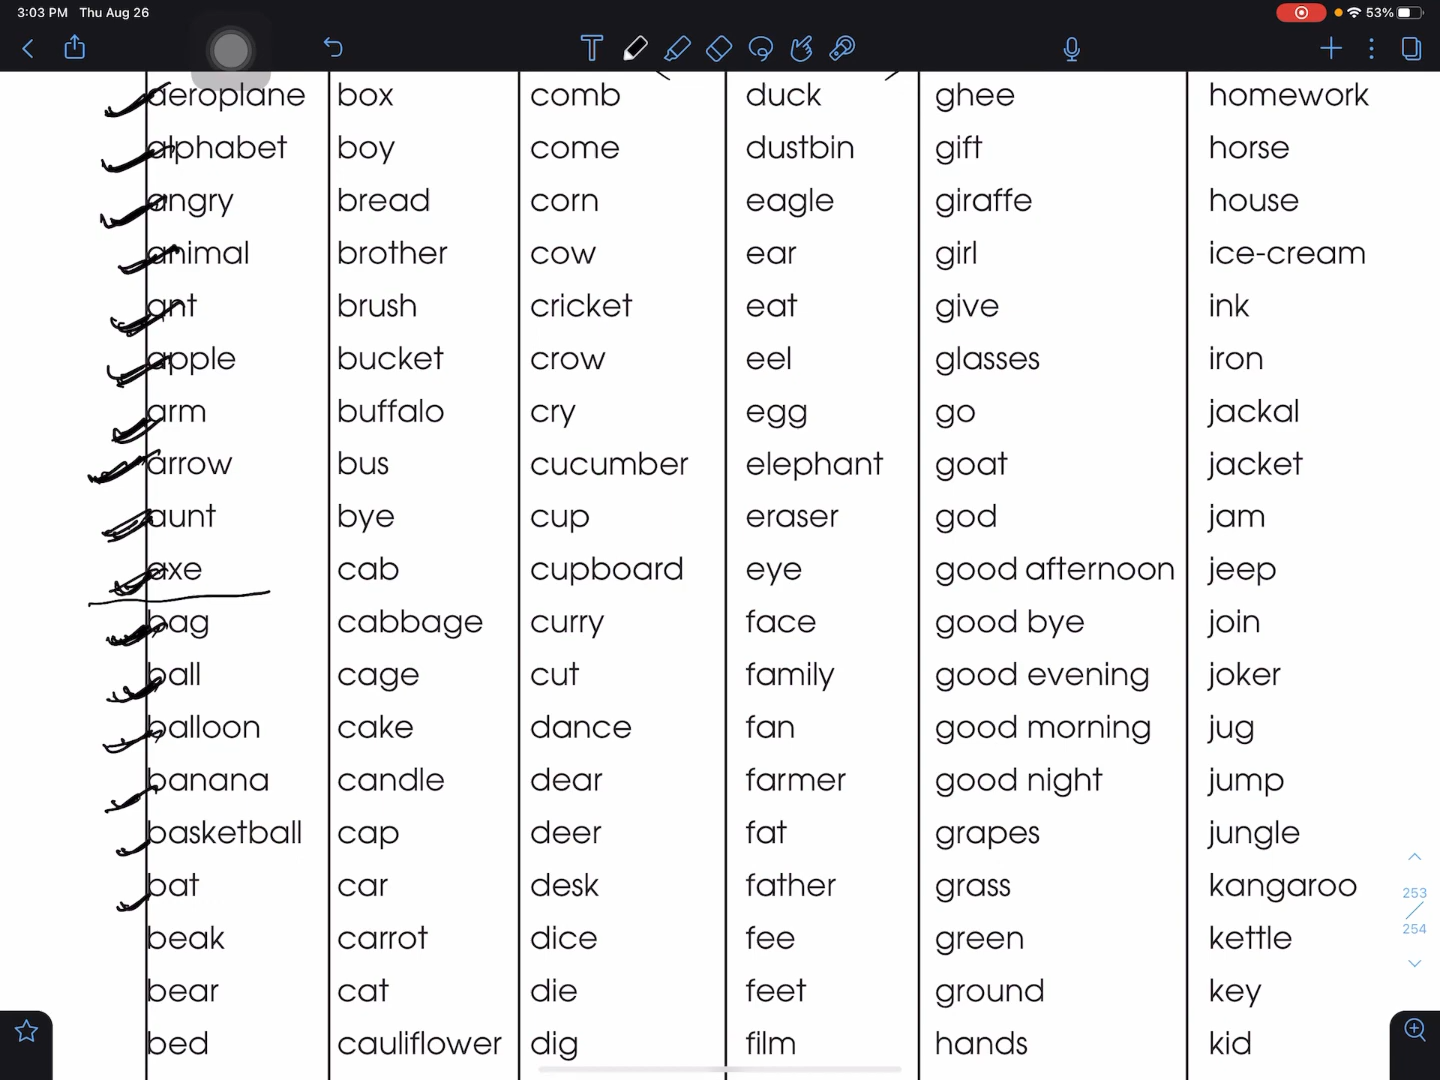 3:03 PM Thu Aug 26 53%
aeroplane box comb duck ghee homework
alphabet boy come dustbin gift horse
angry bread corn eagle giraffe house
animal brother cow ear girl ice-cream
ant brush cricket eat give ink
apple bucket crow eel glasses iron
arm buffalo cry egg go jackal
arrow bus cucumber elephant goat jacket
aunt bye cup eraser god jam
axe cab cupboard eye good afternoon jeep
bag cabbage curry face good bye join
ball cage cut family good evening joker
balloon cake dance fan good morning jug
banana candle dear farmer good night jump
basketball cap deer fat grapes jungle
bat car desk father grass kangaroo
253
254
beak carrot dice fee green kettle
bear cat die feet ground key
bed cauliflower dig film hands kid